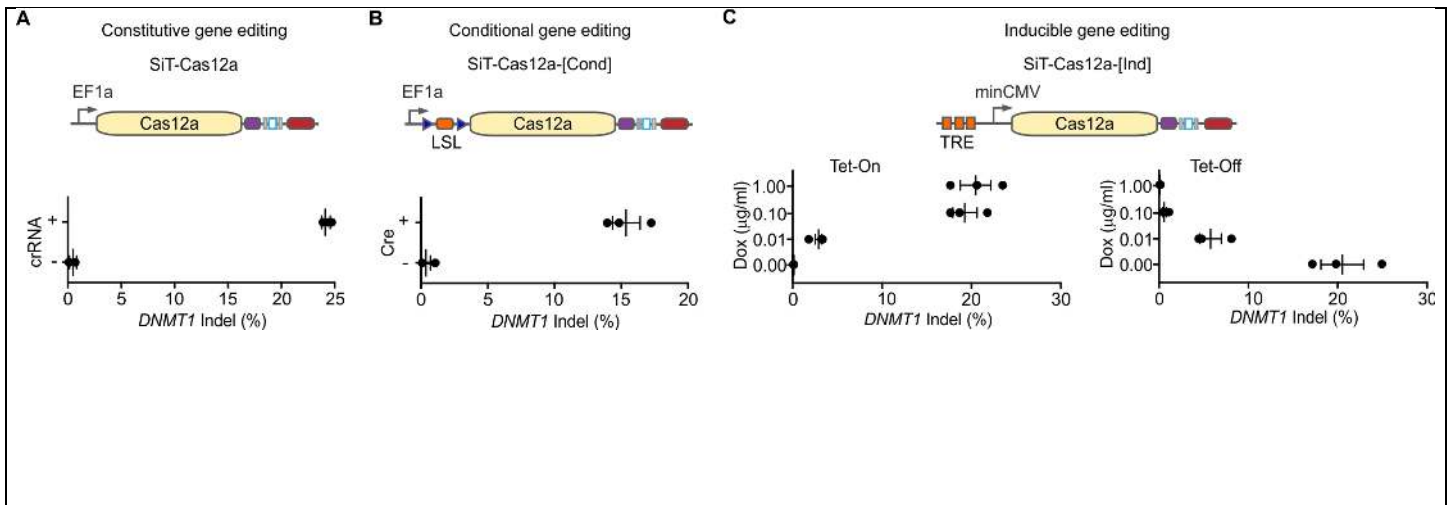 A
Constitutive gene editing
SiT-Cas12a
EF1a
Cas12a
crRNA
+
-
0 5 10 15 20 25
DNMT1 Indel (%)
B
Conditional gene editing
SiT-Cas12a-[Cond]
EF1a
Cas12a
LSL
Cre
+
-
0 5 10 15 20
DNMT1 Indel (%)
C
Inducible gene editing
SiT-Cas12a-[Ind]
minCMV
Cas12a
TRE
Tet-On
Dox (µg/ml)
1.00
0.10
0.01
0.00
0 10 20 30
DNMT1 Indel (%)
Tet-Off
Dox (µg/ml)
1.00
0.10
0.01
0.00
0 10 20 30
DNMT1 Indel (%)